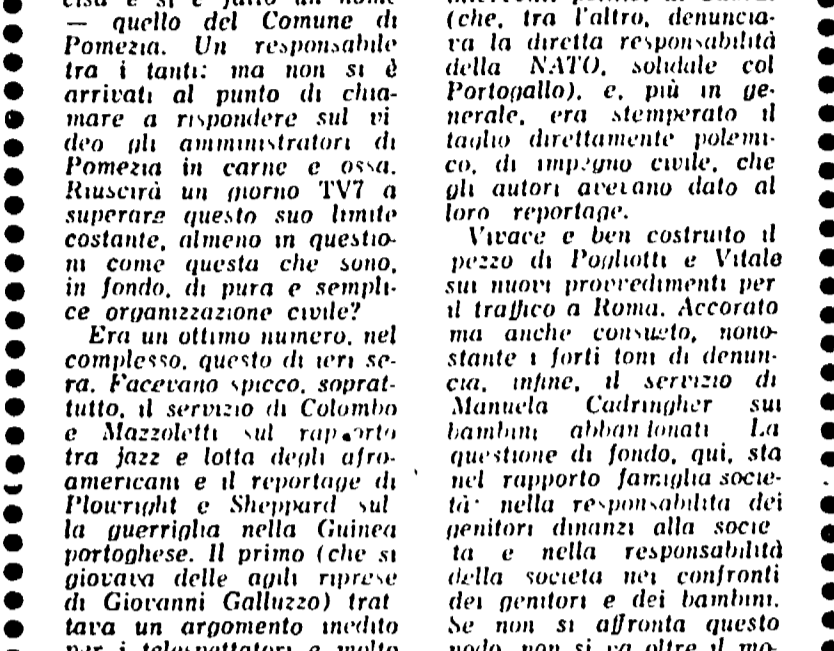 — quello del Comune di
Pomezia. Un responsabile
tra i tanti: ma non si è
arrivati al punto di chia-
mare a rispondere sul vi
deo gli amministratori di
Pomezia in carne e ossa.
Riuscirà un giorno TV7 a
superare questo suo limite
costante, almeno in questio-
ni come questa che sono,
in fondo, di pura e sempli-
ce organizzazione civile?
Era un ottimo numero, nel
complesso, questo di ieri se-
ra. Facevano spicco, soprat-
tutto, il servizio di Colombo
e Mazzoletti sul rapporto
tra jazz e lotta degli afro-
americani e il reportage di
Plowright e Sheppard sul
la guerriglia nella Guinea
portoghese. Il primo (che si
giovava delle agili riprese
di Giovanni Galluzzo) trat
tava un argomento inedito
per i telespettatori e molto
(che, tra l'altro, denuncia-
va la diretta responsabilità
della NATO, solidale col
Portogallo), e, più in ge-
nerale, era stemperato il
taglio direttamente polemi-
co, di impegno civile, che
gli autori avevano dato al
loro reportage.
Vivace e ben costruito il
pezzo di Pogliotti e Vitale
sui nuovi provvedimenti per
il traffico a Roma. Accorato
ma anche consueto, nono-
stante i forti toni di denun-
cia, infine, il servizio di
Manuela Cadringher sui
bambini abbandonati La
questione di fondo, qui, sta
nel rapporto famiglia socie-
tà: nella responsabilità dei
genitori dinanzi alla socie
ta e nella responsabilità
della societa nei confronti
dei genitori e dei bambini.
Se non si affronta questo
nodo, non si va oltre il mo-